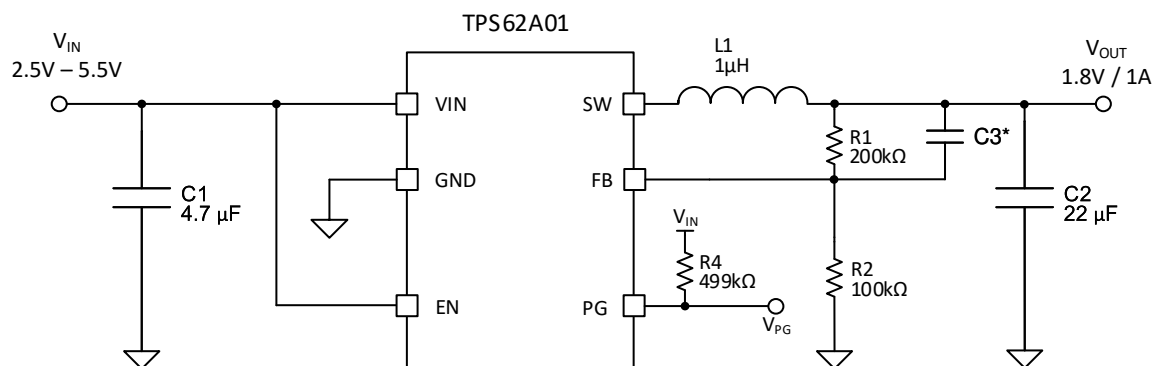 TPS62A01
VIN
2.5V – 5.5V
L1
1µH
VOUT
1.8V / 1A
VIN
SW
R1
200kΩ
C3*
GND
FB
C1
4.7 µF
C2
22 µF
VIN
R4
499kΩ
R2
100kΩ
EN
PG
VPG